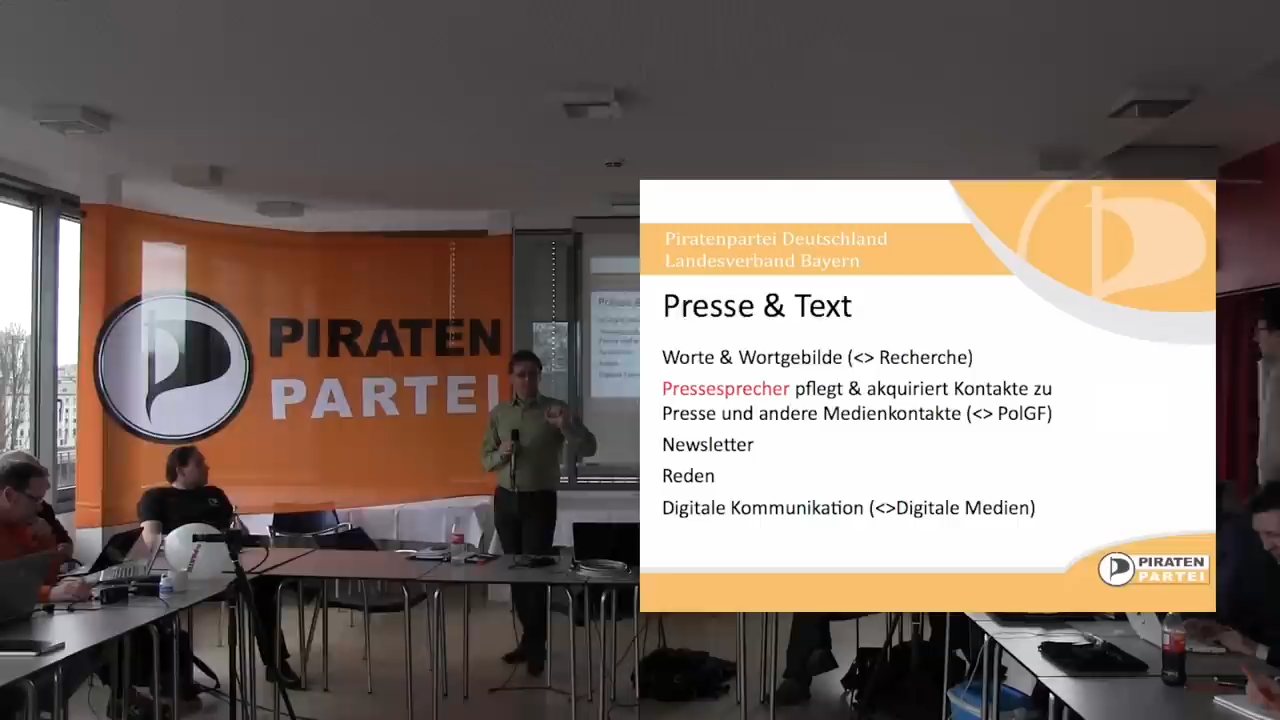 PIRATEN
PARTEI
Piratenpartei Deutschland
Landesverband Bayern
Presse & Text
Worte & Wortgebilde (<> Recherche)
Pressesprecher pflegt & akquiriert Kontakte zu
Presse und andere Medienkontakte (<> PolGF)
Newsletter
Reden
Digitale Kommunikation (<>Digitale Medien)
PIRATEN
PARTEI